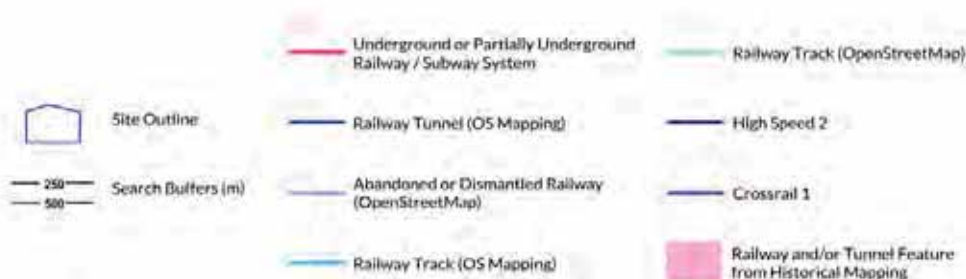 Site Outline
250
500
Search Buffers (m)
Underground or Partially Underground
Railway / Subway System
Railway Tunnel (OS Mapping)
Abandoned or Dismantled Railway
(OpenStreetMap)
Railway Track (OS Mapping)
Railway Track (OpenStreetMap)
High Speed 2
Crossrail 1
Railway and/or Tunnel Feature
from Historical Mapping